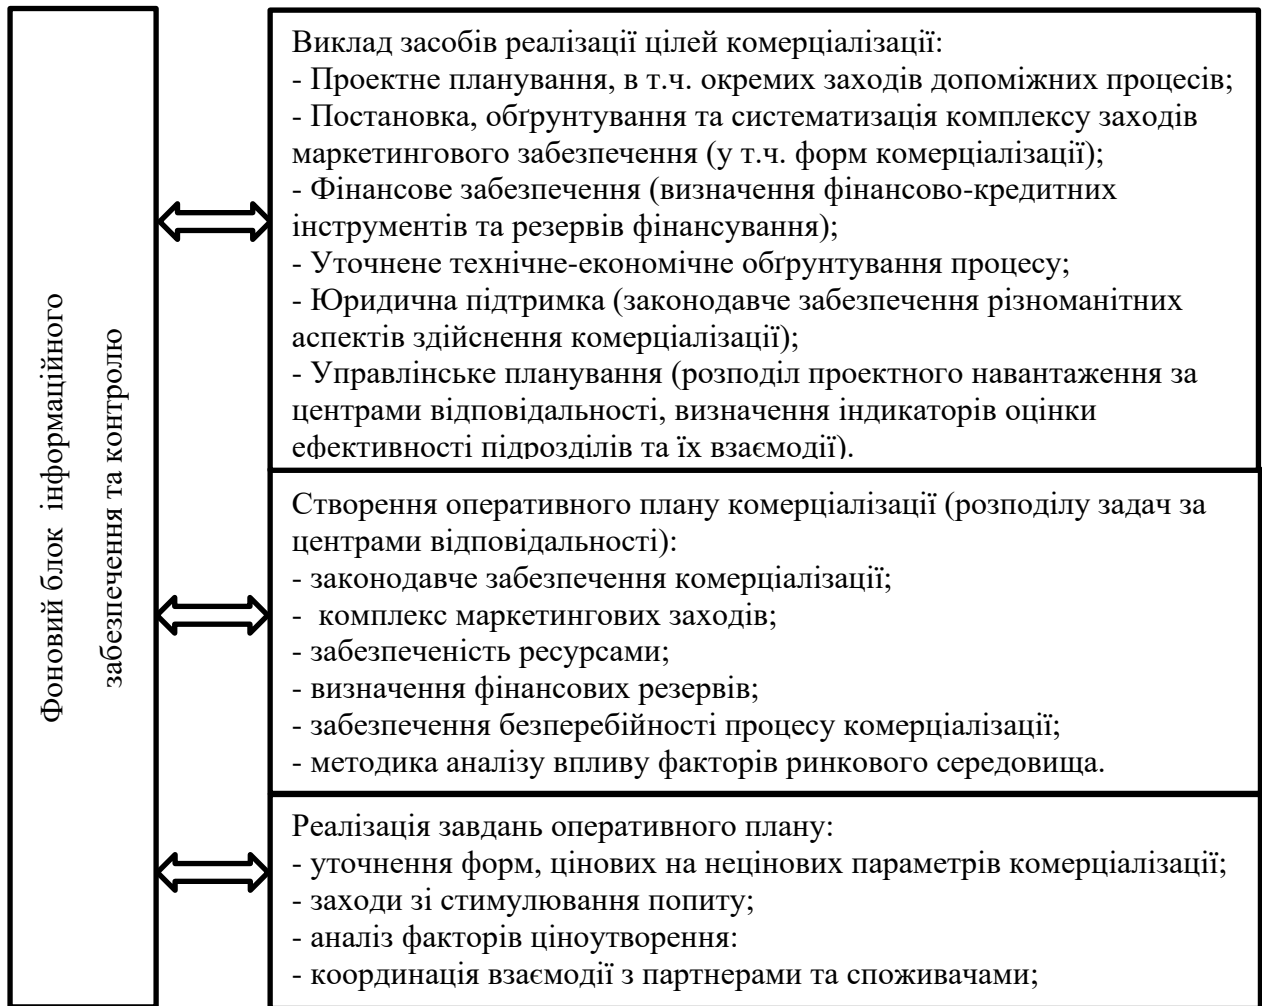 Фоновий блок інформаційного
забезпечення та контролю
Виклад засобів реалізації цілей комерціалізації:
- Проектне планування, в т.ч. окремих заходів допоміжних процесів;
- Постановка, обґрунтування та систематизація комплексу заходів
маркетингового забезпечення (у т.ч. форм комерціалізації);
- Фінансове забезпечення (визначення фінансово-кредитних
інструментів та резервів фінансування);
- Уточнене технічне-економічне обґрунтування процесу;
- Юридична підтримка (законодавче забезпечення різноманітних
аспектів здійснення комерціалізації);
- Управлінське планування (розподіл проектного навантаження за
центрами відповідальності, визначення індикаторів оцінки
ефективності підрозділів та їх взаємодії).
Створення оперативного плану комерціалізації (розподілу задач за
центрами відповідальності):
- законодавче забезпечення комерціалізації;
- комплекс маркетингових заходів;
- забезпеченість ресурсами;
- визначення фінансових резервів;
- забезпечення безперебійності процесу комерціалізації;
- методика аналізу впливу факторів ринкового середовища.
Реалізація завдань оперативного плану:
- уточнення форм, цінових на нецінових параметрів комерціалізації;
- заходи зі стимулювання попиту;
- аналіз факторів ціноутворення:
- координація взаємодії з партнерами та споживачами;